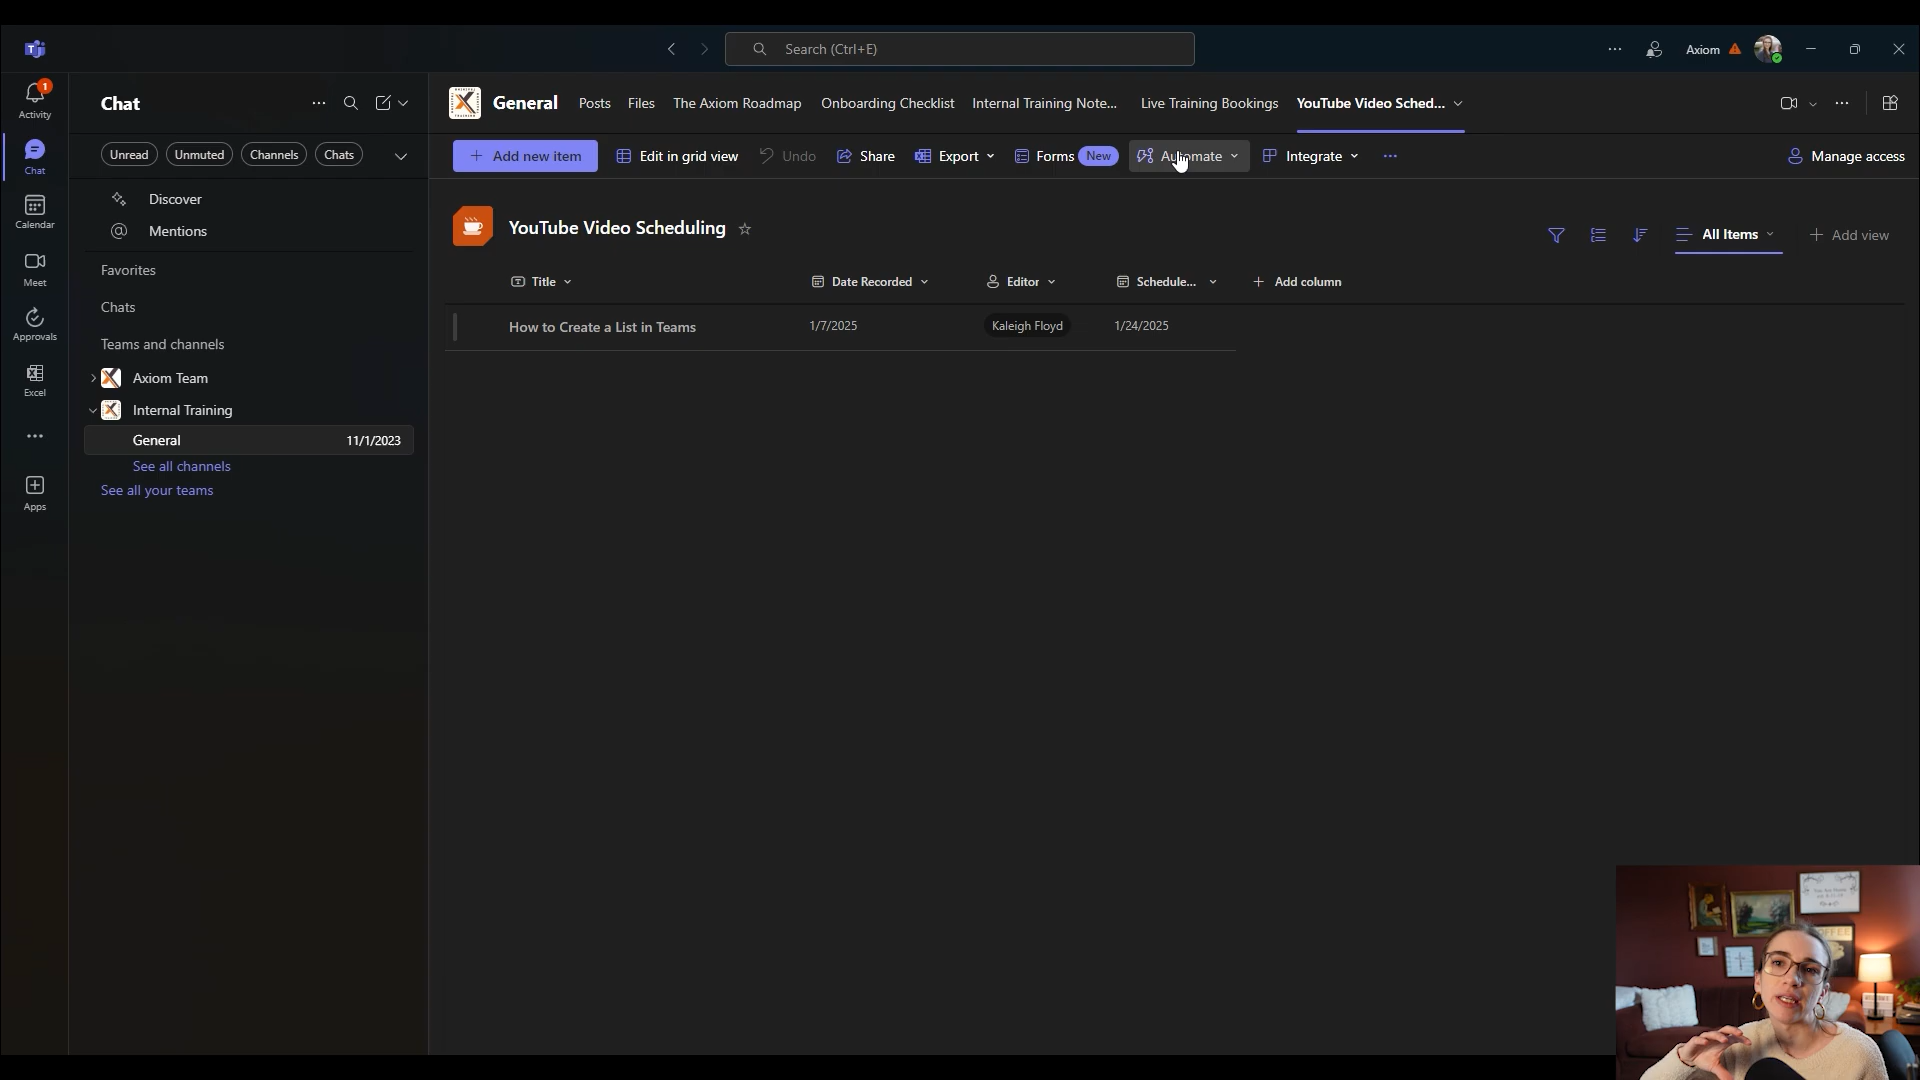 Search (Ctrl+E)
Axiom
1
Activity
Chat
Calendar
Meet
Approvals
Excel
Apps
Chat
Unread Unmuted Channels Chats
Discover
@ Mentions
Favorites
Chats
Teams and channels
Axiom Team
Internal Training
General 11/1/2023
See all channels
See all your teams
General Posts Files The Axiom Roadmap Onboarding Checklist Internal Training Note... Live Training Bookings YouTube Video Sched...
+ Add new item Edit in grid view Undo Share Export Forms New Automate Integrate ... Manage access
YouTube Video Scheduling
All Items + Add view
Title Date Recorded Editor Schedule... + Add column
How to Create a List in Teams 1/7/2025 Kaleigh Floyd 1/24/2025